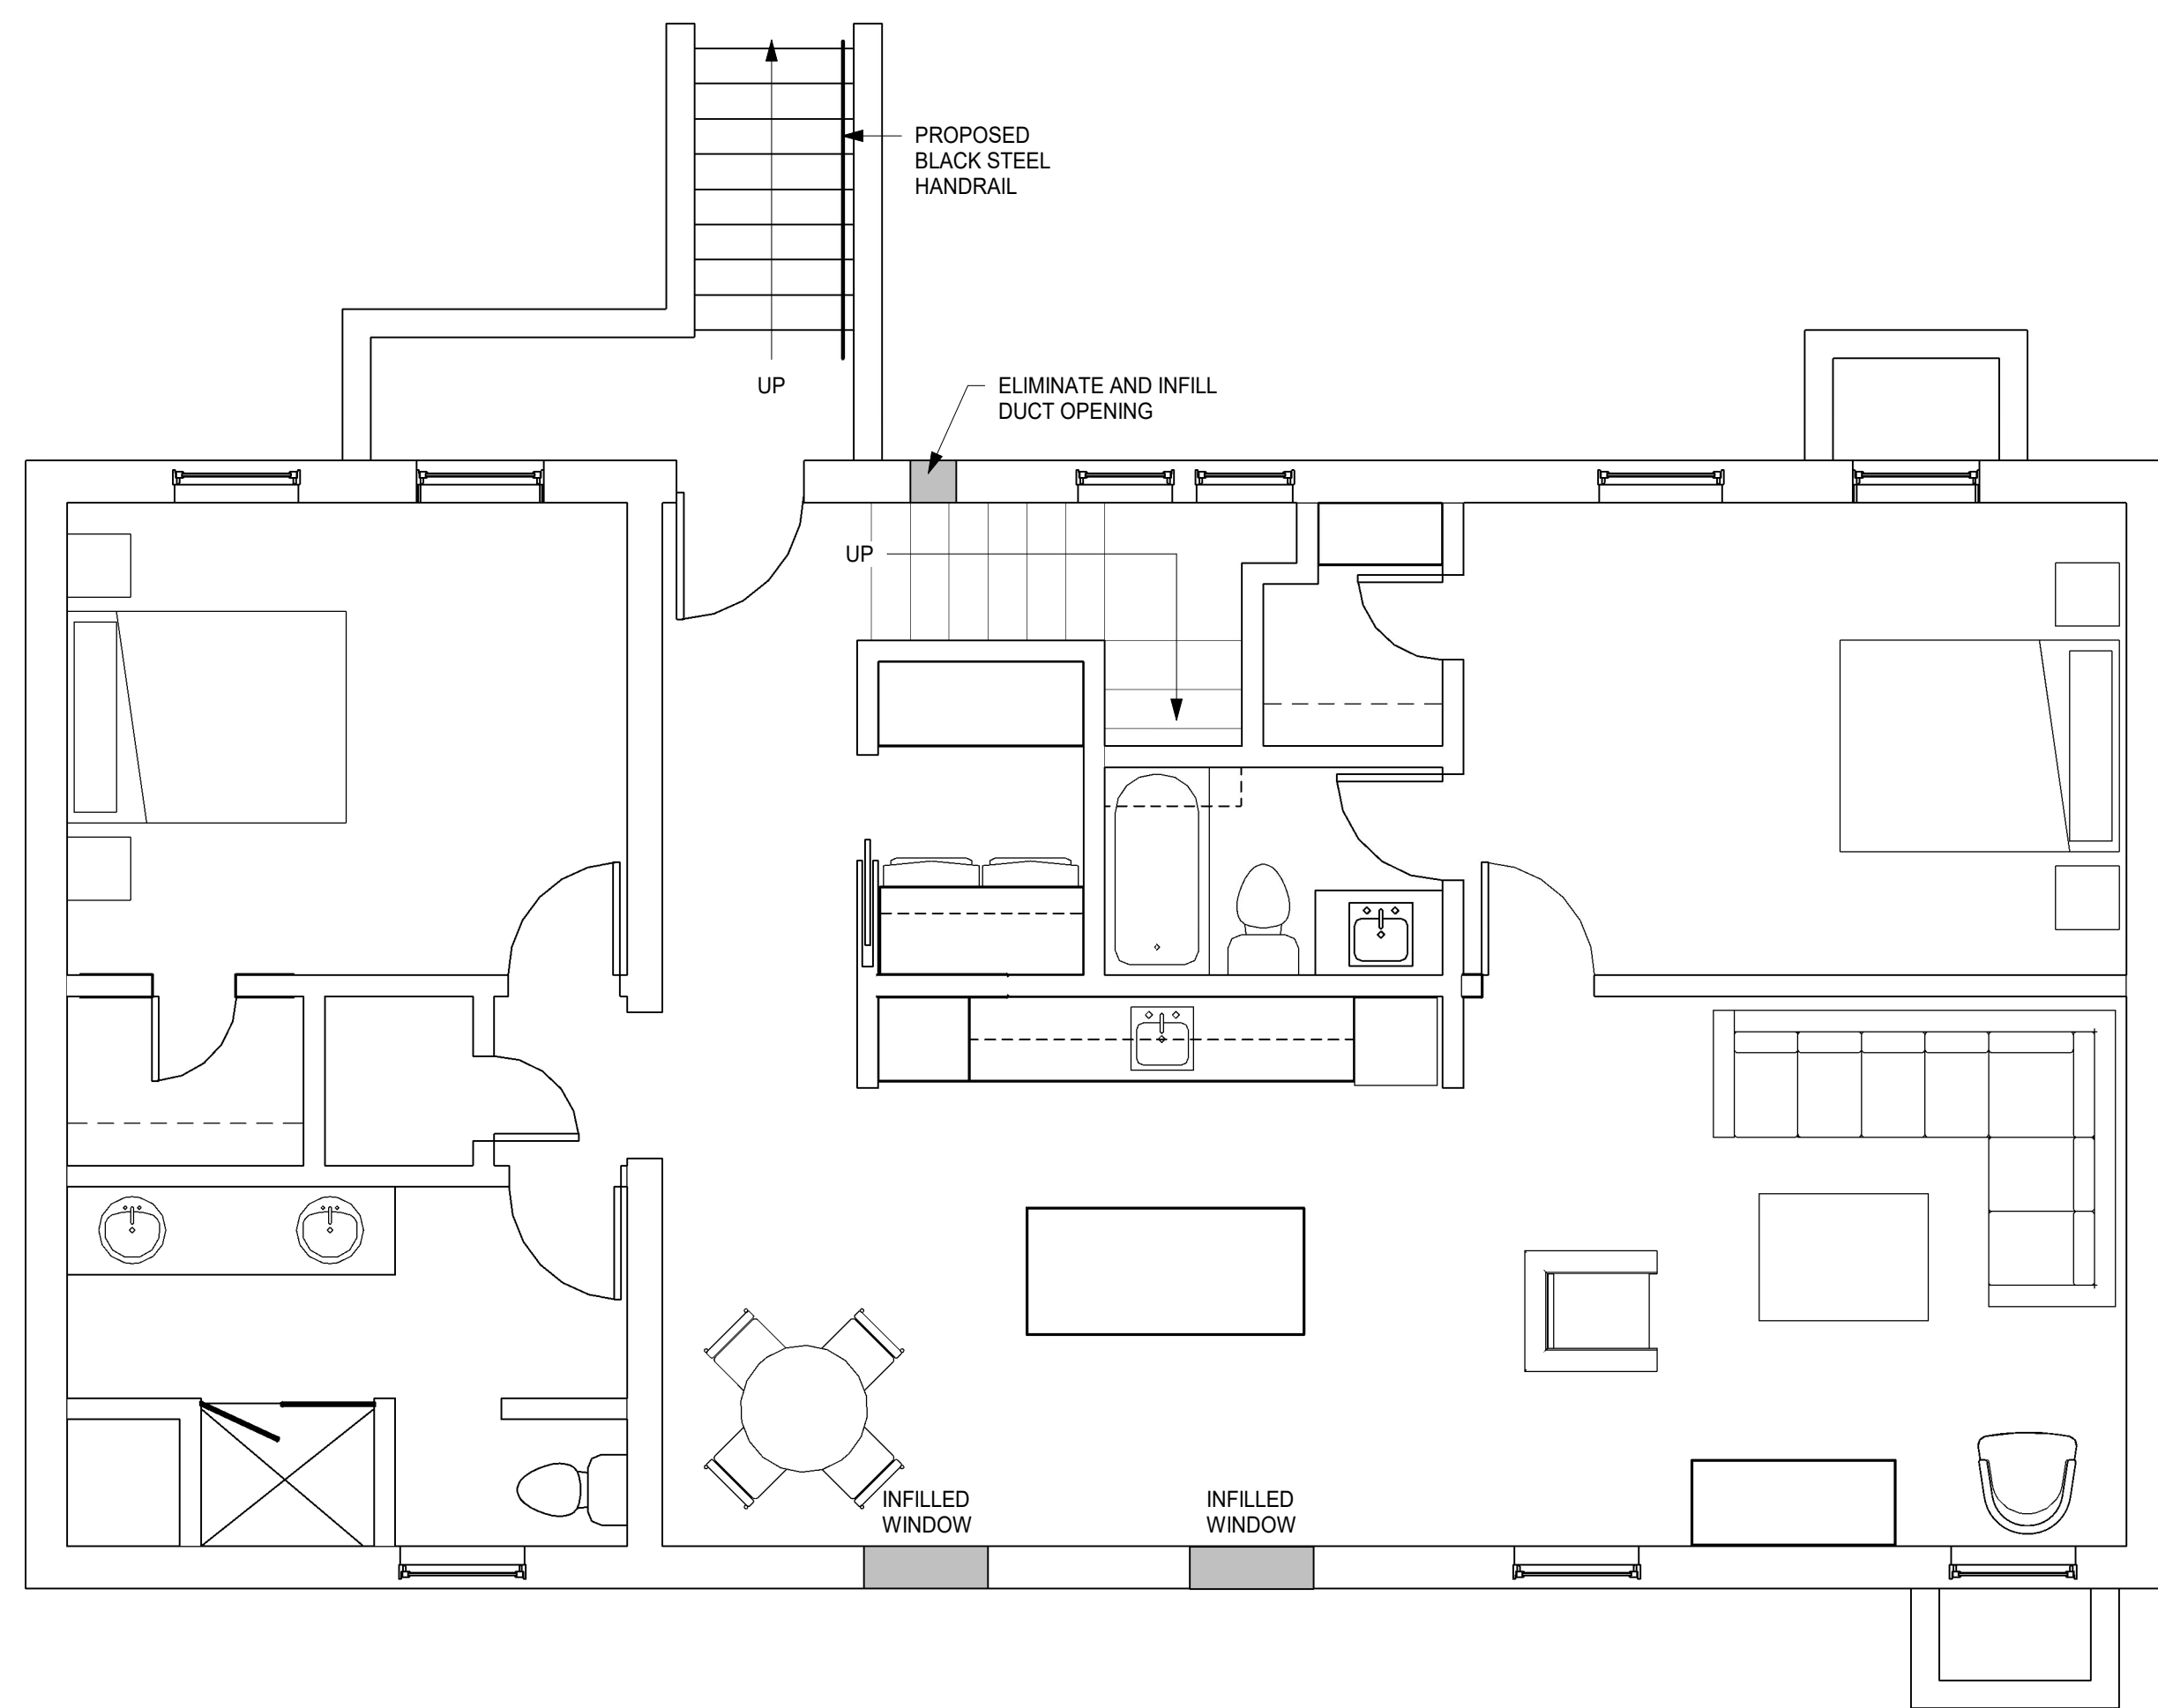 PROPOSED
BLACK STEEL
HANDRAIL
UP
ELIMINATE AND INFILL
DUCT OPENING
UP
INFILLED
WINDOW
INFILLED
WINDOW